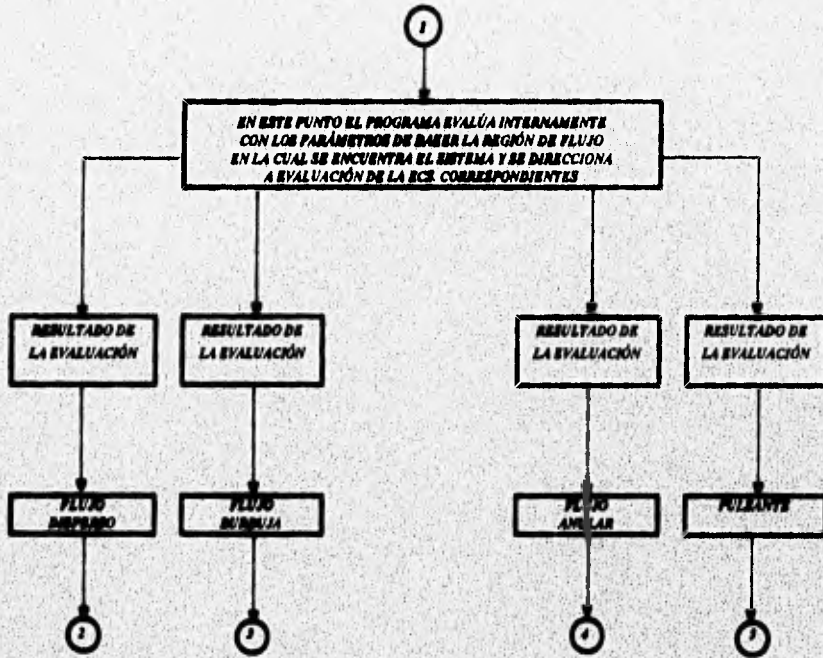 1
EN ESTE PUNTO EL PROGRAMA EVALÚA INTERNAMENTE
CON LOS PARÁMETROS DE BAKER LA REGIÓN DE FLUJO
EN LA CUAL SE ENCUENTRA EL SISTEMA Y SE DIRECCIONA
A EVALUACIÓN DE LA ECS. CORRESPONDIENTES
RESULTADO DE
LA EVALUACIÓN
RESULTADO DE
LA EVALUACIÓN
RESULTADO DE
LA EVALUACIÓN
RESULTADO DE
LA EVALUACIÓN
FLUJO
DISPERSO
FLUJO
BURBUJA
FLUJO
ANULAR
PULSANTE
2
3
4
5